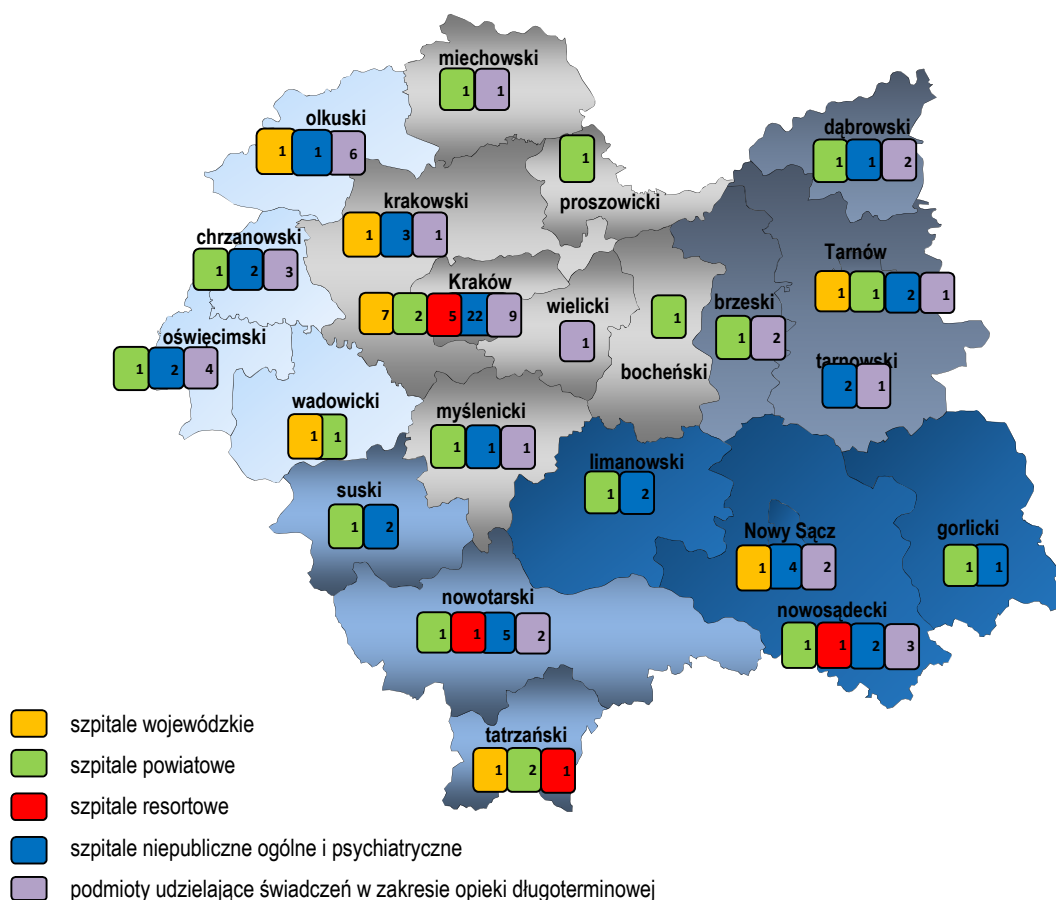 miechowski
1 1
olkuski
1 1 6
dąbrowski
1 1 2
1
proszowicki
krakowski
1 3 1
chrzanowski
1 2 3
Tarnów
1 1 2 1
Kraków
7 2 5 22 9
wielicki
1
1
bocheński
brzeski
1 2
oświęcimski
1 2 4
tarnowski
2 1
wadowicki
1 1
myślenicki
1 1 1
limanowski
1 2
suski
1 2
Nowy Sącz
1 4 2
gorlicki
1 1
nowotarski
1 1 5 2
nowosądecki
1 1 2 3
tatrzański
1 2 1
szpitale wojewódzkie
szpitale powiatowe
szpitale resortowe
szpitale niepubliczne ogólne i psychiatryczne
podmioty udzielające świadczeń w zakresie opieki długoterminowej